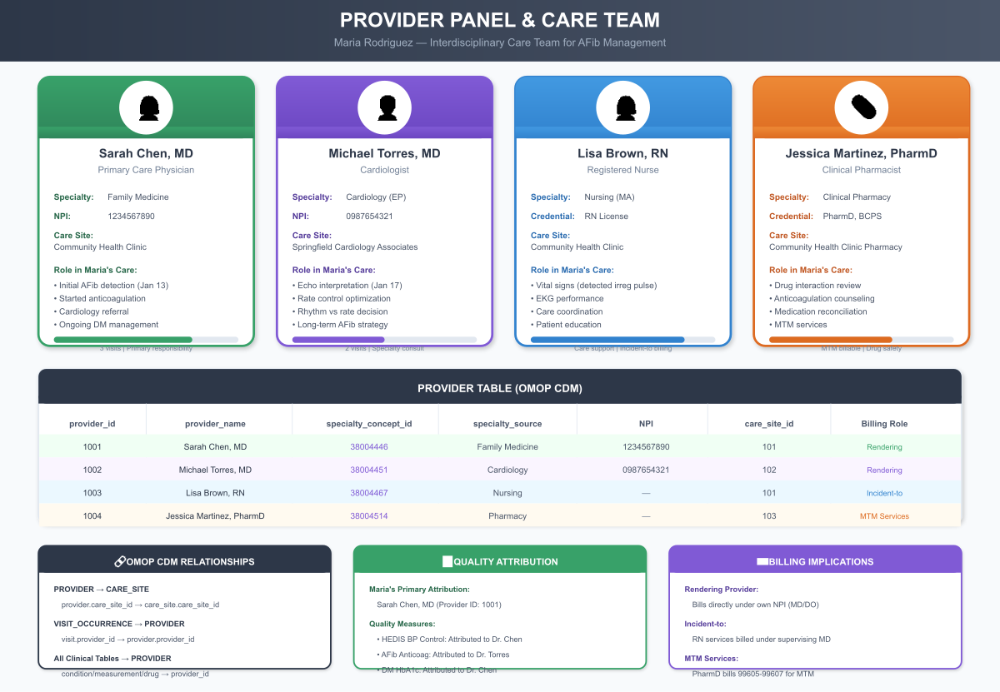 PROVIDER PANEL & CARE TEAM
Maria Rodriguez — Interdisciplinary Care Team for AFib Management
Sarah Chen, MD
Primary Care Physician
Specialty: Family Medicine
NPI: 1234567890
Care Site:
Community Health Clinic
Role in Maria's Care:
• Initial AFib detection (Jan 13)
• Started anticoagulation
• Cardiology referral
• Ongoing DM management
3 visits | Primary responsibility
Michael Torres, MD
Cardiologist
Specialty: Cardiology (EP)
NPI: 0987654321
Care Site:
Springfield Cardiology Associates
Role in Maria's Care:
• Echo interpretation (Jan 17)
• Rate control optimization
• Rhythm vs rate decision
• Long-term AFib strategy
2 visits | Specialty consult
Lisa Brown, RN
Registered Nurse
Specialty: Nursing (MA)
Credential: RN License
Care Site:
Community Health Clinic
Role in Maria's Care:
• Vital signs (detected irreg pulse)
• EKG performance
• Care coordination
• Patient education
Care support | Incident-to billing
Jessica Martinez, PharmD
Clinical Pharmacist
Specialty: Clinical Pharmacy
Credential: PharmD, BCPS
Care Site:
Community Health Clinic Pharmacy
Role in Maria's Care:
• Drug interaction review
• Anticoagulation counseling
• Medication reconciliation
• MTM services
MTM billable | Drug safety
PROVIDER TABLE (OMOP CDM)
provider_id provider_name specialty_concept_id specialty_source NPI care_site_id Billing Role
1001 Sarah Chen, MD 38004446 Family Medicine 1234567890 101 Rendering
1002 Michael Torres, MD 38004451 Cardiology 0987654321 102 Rendering
1003 Lisa Brown, RN 38004467 Nursing — 101 Incident-to
1004 Jessica Martinez, PharmD 38004514 Pharmacy — 103 MTM Services
OMOP CDM RELATIONSHIPS
PROVIDER → CARE_SITE
provider.care_site_id → care_site.care_site_id
VISIT_OCCURRENCE → PROVIDER
visit.provider_id → provider.provider_id
All Clinical Tables → PROVIDER
condition/measurement/drug → provider_id
QUALITY ATTRIBUTION
Maria's Primary Attribution:
Sarah Chen, MD (Provider ID: 1001)
Quality Measures:
• HEDIS BP Control: Attributed to Dr. Chen
• AFib Anticoag: Attributed to Dr. Torres
• DM HbA1c: Attributed to Dr. Chen
BILLING IMPLICATIONS
Rendering Provider:
Bills directly under own NPI (MD/DO)
Incident-to:
RN services billed under supervising MD
MTM Services:
PharmD bills 99605-99607 for MTM